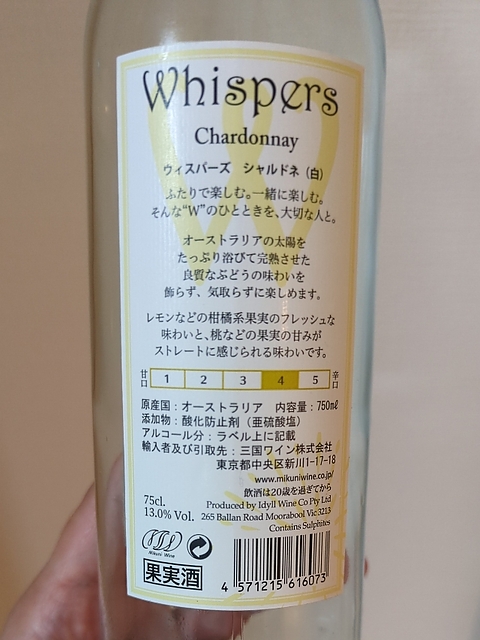 Whispers
Chardonnay
ウィスパーズ シャルドネ（白）
ふたりで楽しむ。一緒に楽しむ。
そんな“W”のひとときを、大切な人と。
オーストラリアの太陽を
たっぷり浴びて完熟させた
良質なぶどうの味わいを
飾らず、気取らずに楽しめます。
レモンなどの柑橘系果実のフレッシュな
味わいと、桃などの果実の甘みが
ストレートに感じられる味わいです。
甘口 1 2 3 4 5 辛口
原産国：オーストラリア 内容量：750mℓ
添加物：酸化防止剤（亜硫酸塩）
アルコール分：ラベル上に記載
輸入者及び引取先：三国ワイン株式会社
東京都中央区新川1-17-18
www.mikuniwine.co.jp/
飲酒は20歳を過ぎてから
75cl. Produced by Idyll Wine Co Pty Ltd
13.0% Vol. 265 Ballan Road Moorabool Vic 3213
Contains Sulphites
Mikuni Wine
果実酒
4 571215 616073